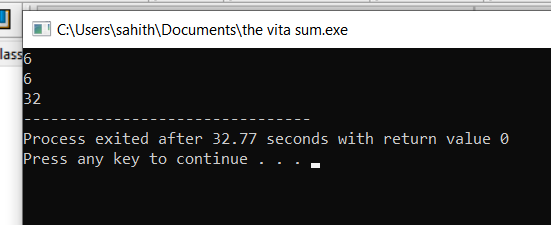 C:\Users\sahith\Documents\the vita sum.exe
lass
6
6
32
--------------------------------
Process exited after 32.77 seconds with return value 0
Press any key to continue . . .